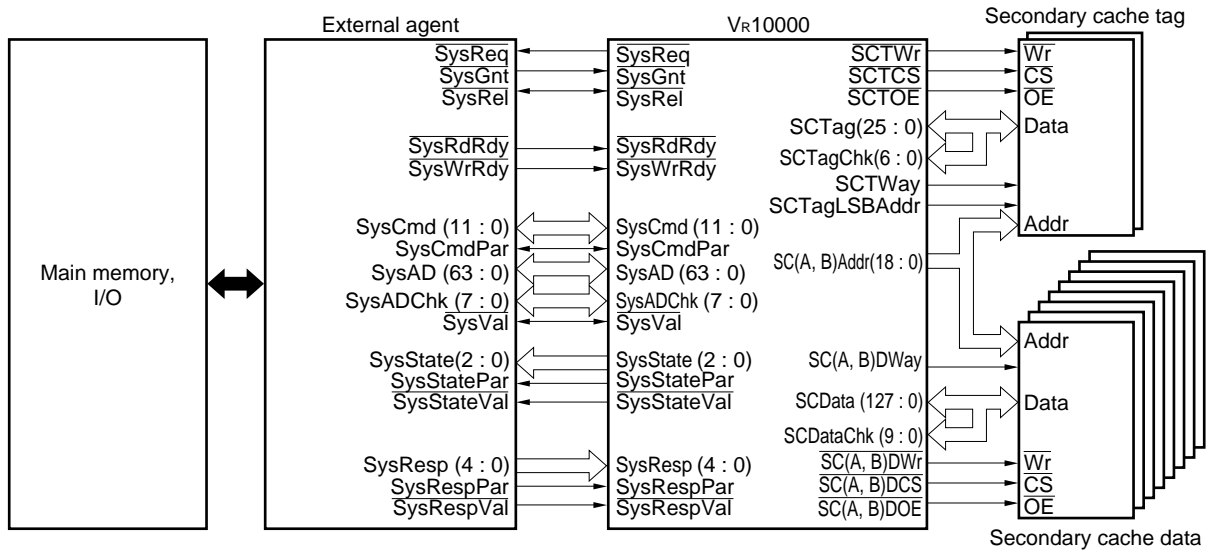 External agent
VR10000
Secondary cache tag
Main memory,
I/O
SysReq
SysGnt
SysRel
SysRdRdy
SysWrRdy
SysCmd (11 : 0)
SysCmdPar
SysAD (63 : 0)
SysADChk (7 : 0)
SysVal
SysState(2 : 0)
SysStatePar
SysStateVal
SysResp (4 : 0)
SysRespPar
SysRespVal
SysReq
SysGnt
SysRel
SysRdRdy
SysWrRdy
SysCmd (11 : 0)
SysCmdPar
SysAD (63 : 0)
SysADChk (7 : 0)
SysVal
SysState (2 : 0)
SysStatePar
SysStateVal
SysResp (4 : 0)
SysRespPar
SysRespVal
SCTWr
SCTCS
SCTOE
SCTag(25 : 0)
SCTagChk(6 : 0)
SCTWay
SCTagLSBAddr
SC(A, B)Addr(18 : 0)
SC(A, B)DWay
SCData (127 : 0)
SCDataChk (9 : 0)
SC(A, B)DWr
SC(A, B)DCS
SC(A, B)DOE
Wr
CS
OE
Data
Addr
Addr
Data
Wr
CS
OE
Secondary cache data